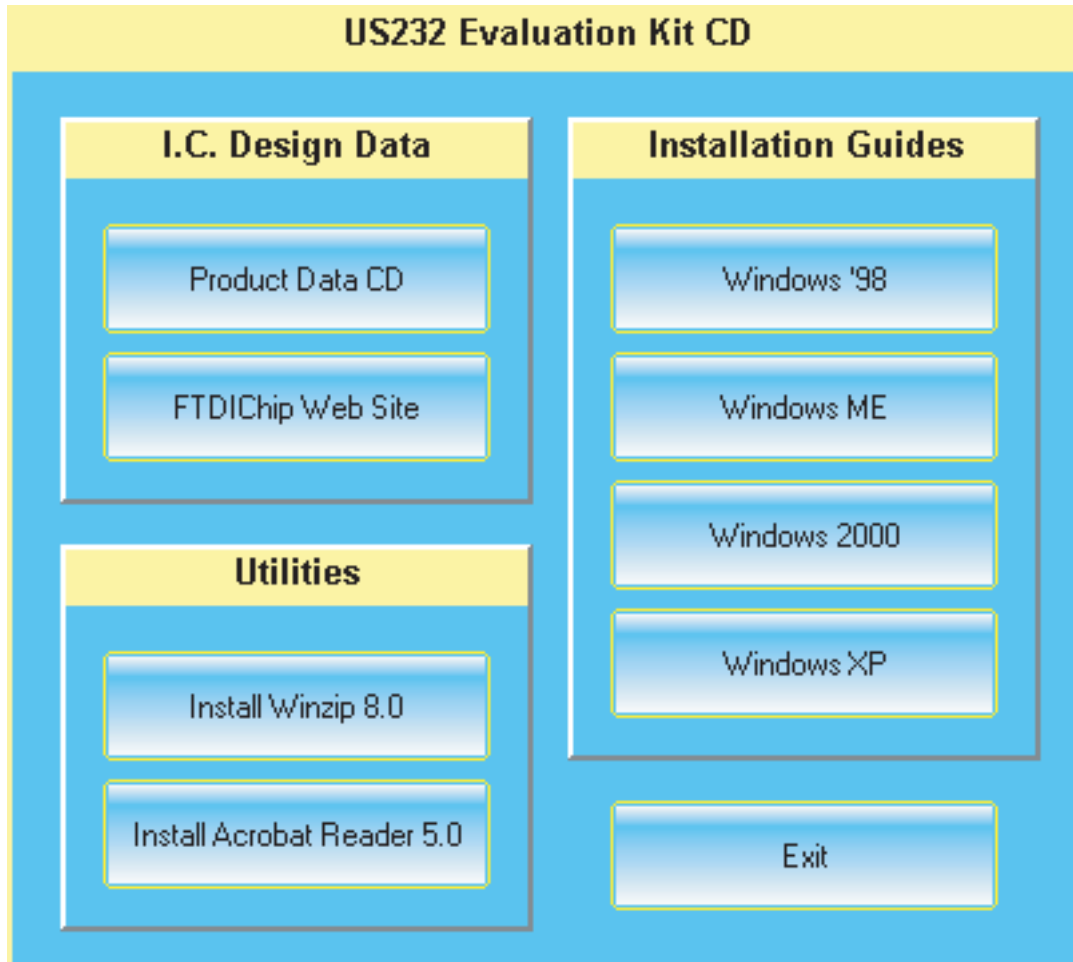 US232 Evaluation Kit CD
I.C. Design Data
Product Data CD
FTDIChip Web Site
Utilities
Install Winzip 8.0
Install Acrobat Reader 5.0
Installation Guides
Windows '98
Windows ME
Windows 2000
Windows XP
Exit